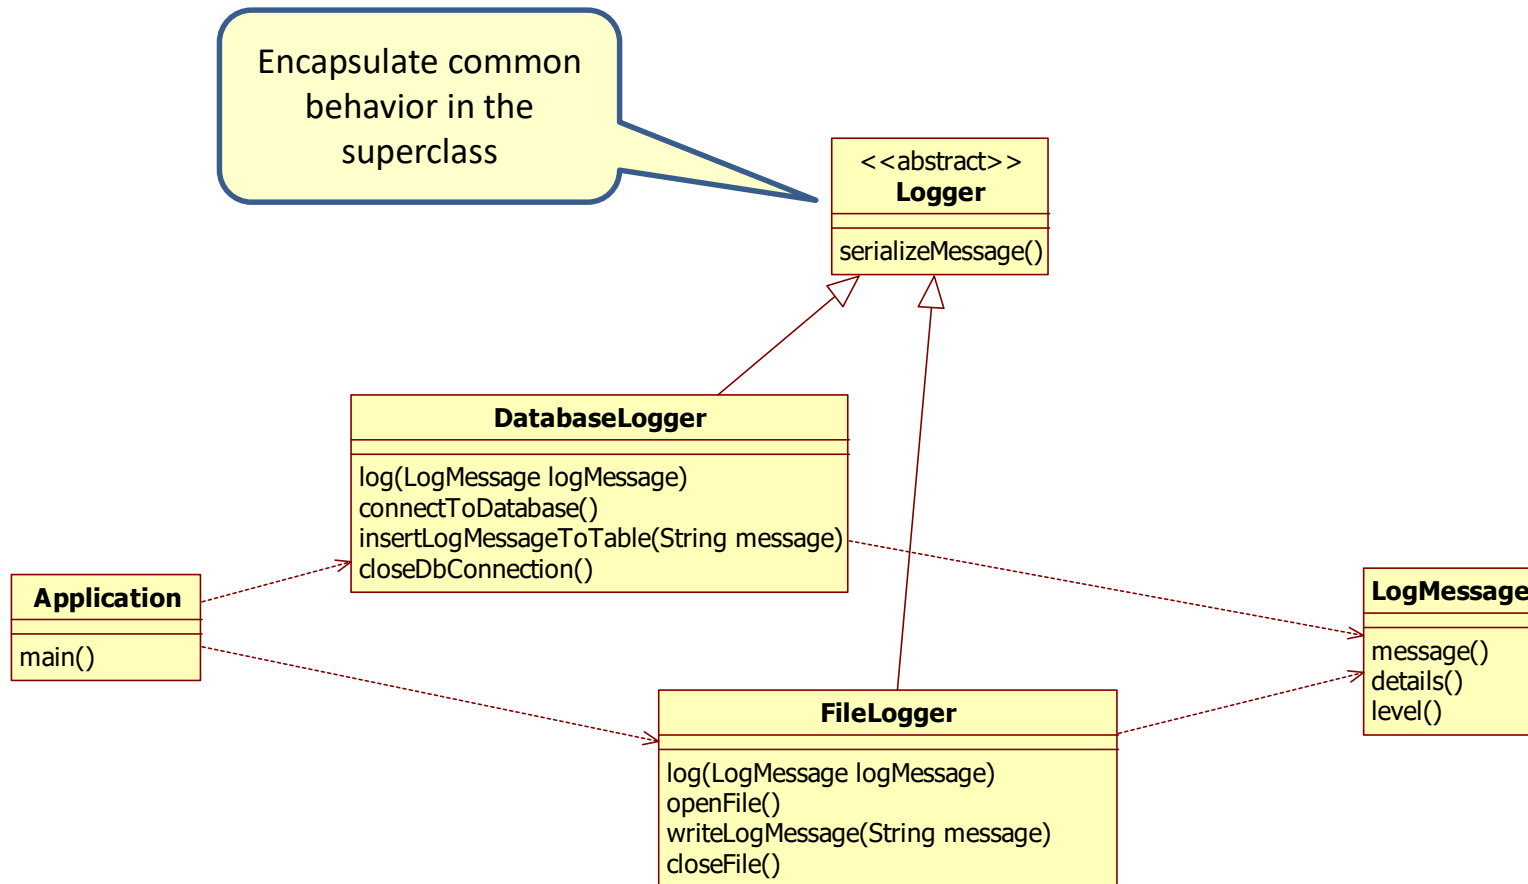 Encapsulate common
behavior in the
superclass
<<abstract>>
Logger
serializeMessage()
DatabaseLogger
log(LogMessage logMessage)
connectToDatabase()
insertLogMessageToTable(String message)
closeDbConnection()
Application
main()
LogMessage
message()
details()
level()
FileLogger
log(LogMessage logMessage)
openFile()
writeLogMessage(String message)
closeFile()